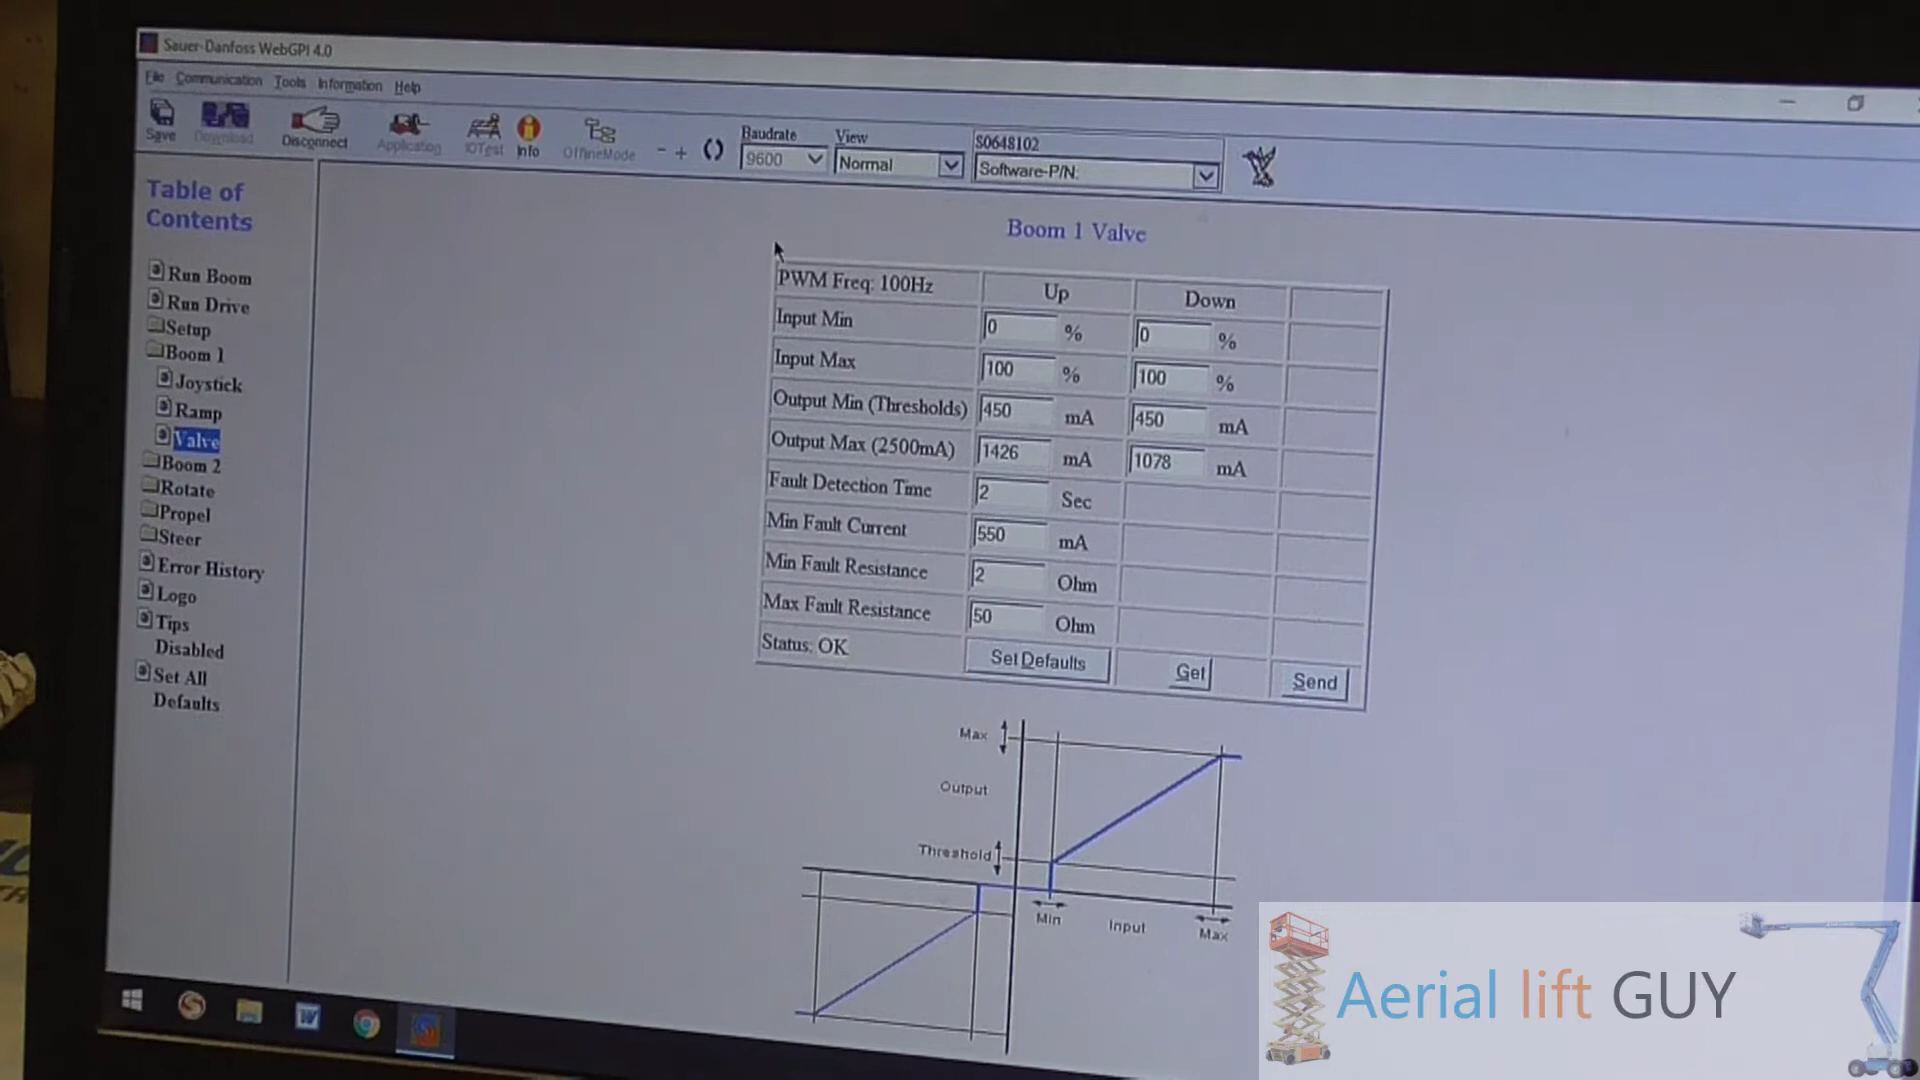 Sauer-Danfoss WebGPI 4.0
File Communication Tools Information Help
Save Download Disconnect Application IOTest Info OfflineMode - +
Baudrate
9600
View
Normal
S0648102
Software-P/N:
Table of
Contents
Run Boom
Run Drive
Setup
Boom 1
Joystick
Ramp
Valve
Boom 2
Rotate
Propel
Steer
Error History
Logo
Tips
Disabled
Set All
Defaults
Boom 1 Valve
PWM Freq: 100Hz Up Down
Input Min 0 % 0 %
Input Max 100 % 100 %
Output Min (Thresholds) 450 mA 450 mA
Output Max (2500mA) 1426 mA 1078 mA
Fault Detection Time 2 Sec
Min Fault Current 550 mA
Min Fault Resistance 2 Ohm
Max Fault Resistance 50 Ohm
Status: OK Set Defaults Get Send
Max
Output
Threshold
Min Input Max
Aerial lift GUY